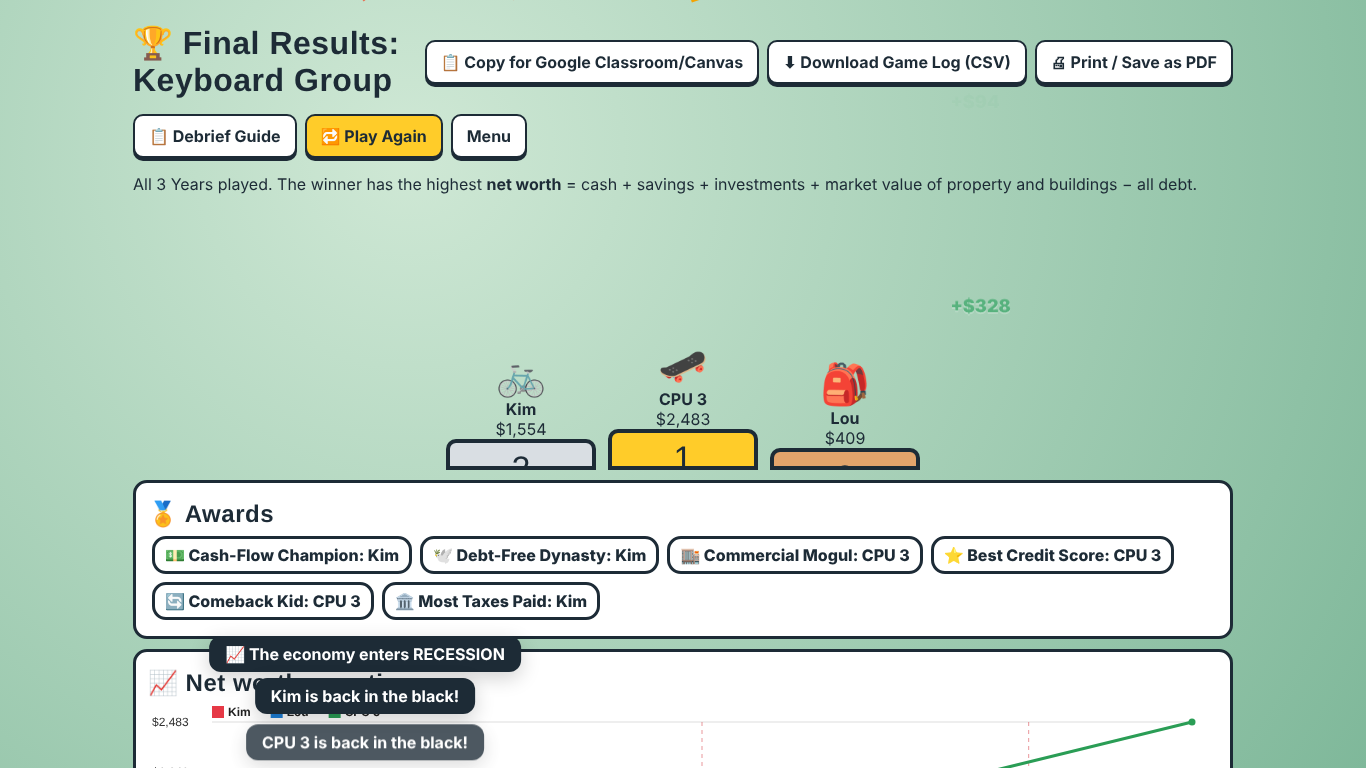 🏆 Final Results:
Keyboard Group
📋 Copy for Google Classroom/Canvas
⬇ Download Game Log (CSV)
🖨 Print / Save as PDF
+$94
📋 Debrief Guide
🔁 Play Again
Menu
All 3 Years played. The winner has the highest net worth = cash + savings + investments + market value of property and buildings − all debt.
+$328
Kim
$1,554
CPU 3
$2,483
1
Lou
$409
🏅 Awards
💵 Cash-Flow Champion: Kim
🕊️ Debt-Free Dynasty: Kim
🏬 Commercial Mogul: CPU 3
⭐ Best Credit Score: CPU 3
🔄 Comeback Kid: CPU 3
🏛️ Most Taxes Paid: Kim
📈 The economy enters RECESSION
📈 Net
Kim is back in the black!
Kim
$2,483
CPU 3 is back in the black!